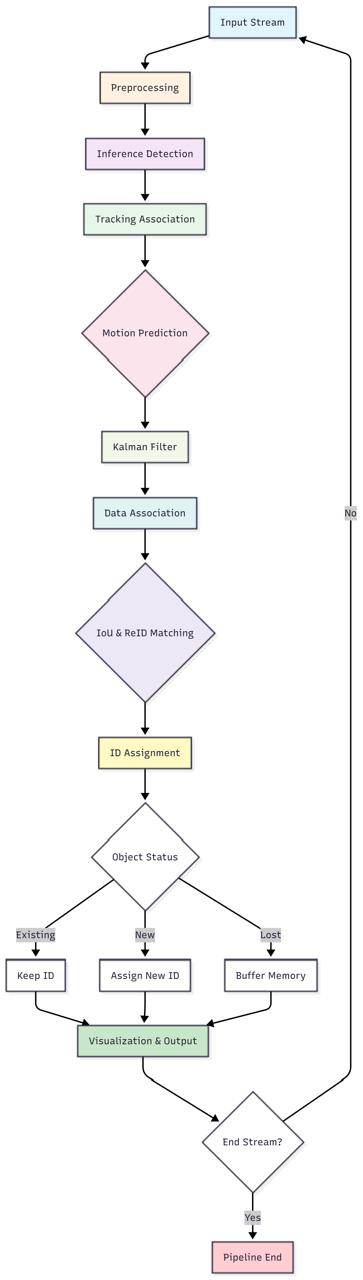 Input Stream
Preprocessing
Inference Detection
Tracking Association
Motion Prediction
Kalman Filter
Data Association
No
IoU & ReID Matching
ID Assignment
Object Status
Existing
New
Lost
Keep ID
Assign New ID
Buffer Memory
Visualization & Output
End Stream?
Yes
Pipeline End